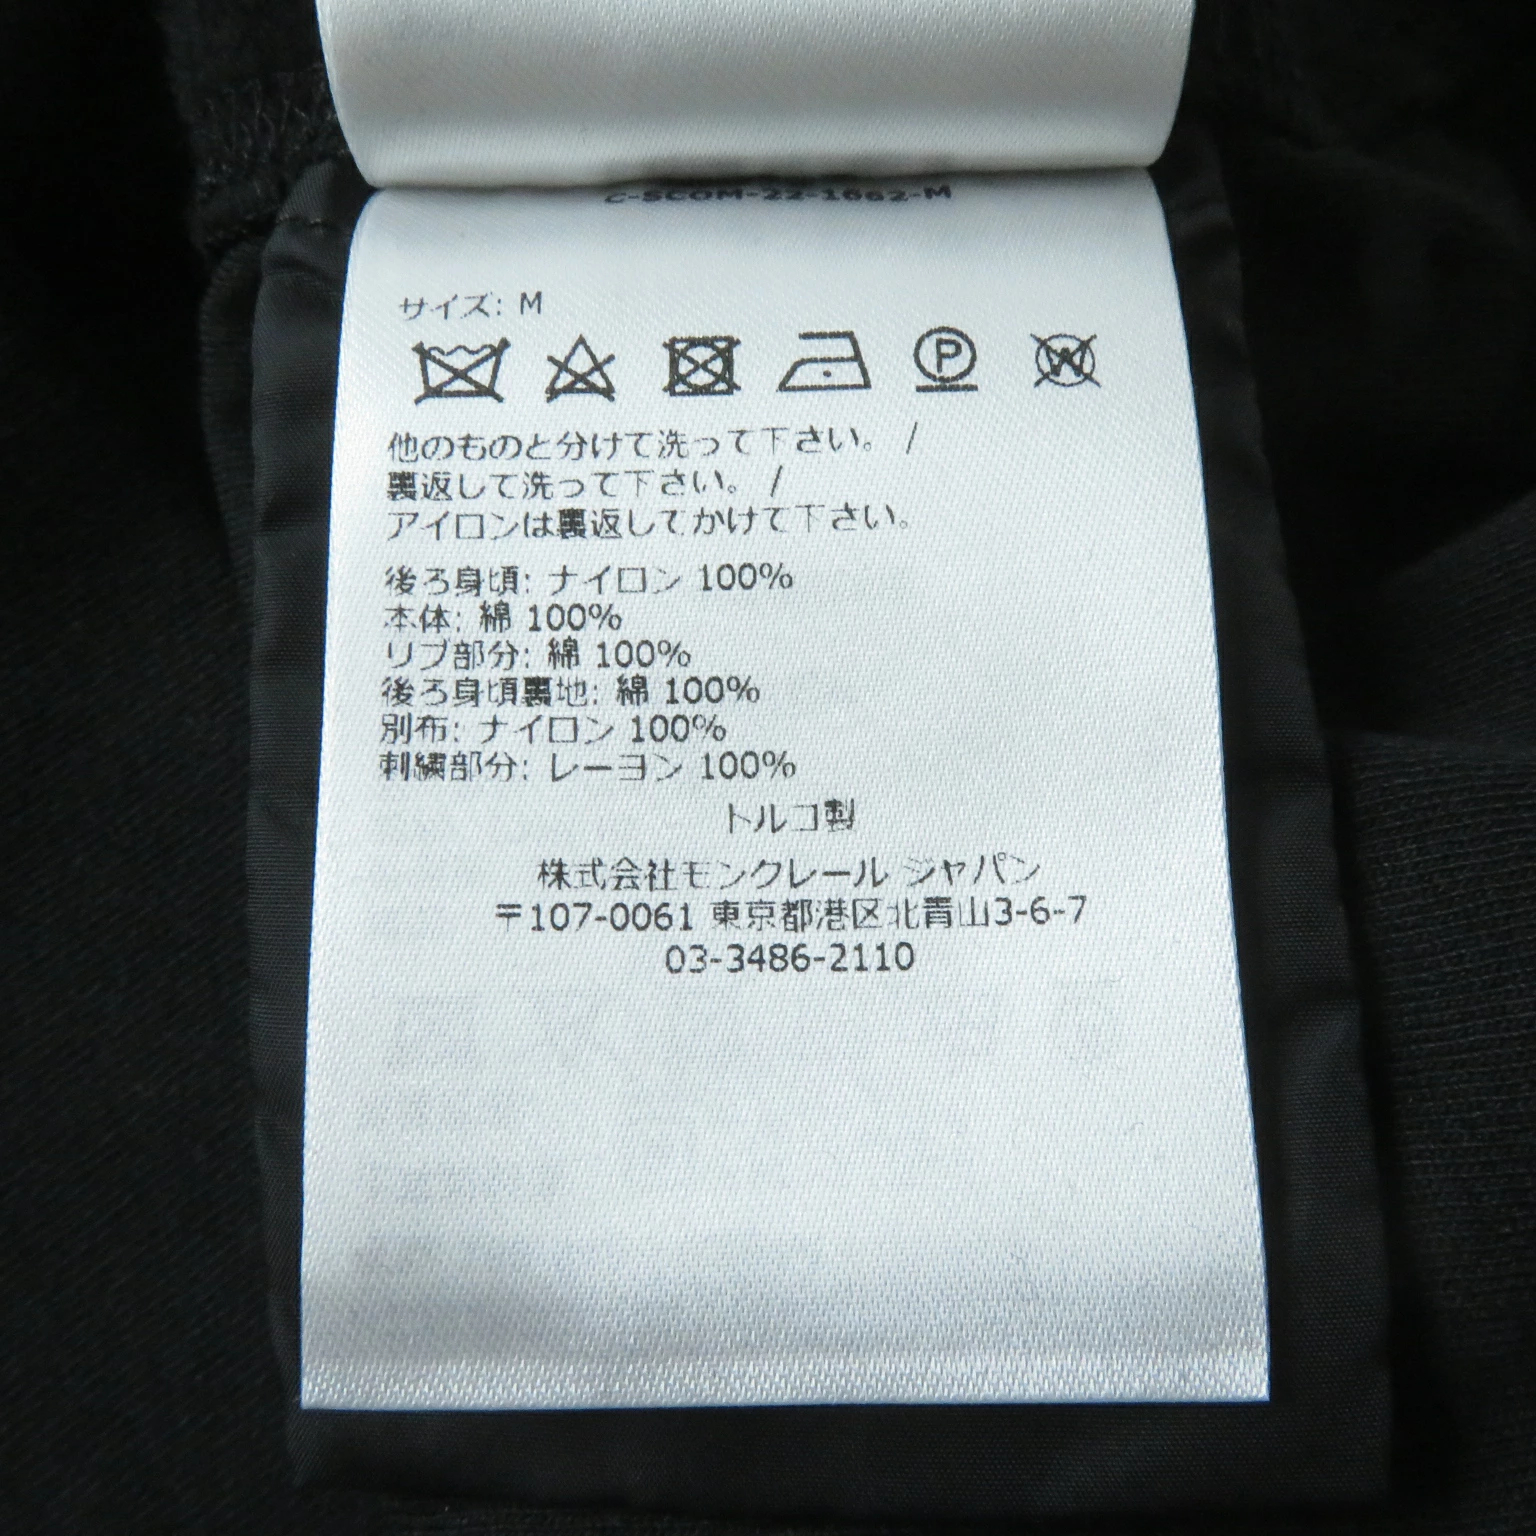 C-SCOM-22-1662-M
サイズ: M
P
W
他のものと分けて洗って下さい。 /
裏返して洗って下さい。 /
アイロンは裏返してかけて下さい。
後ろ身頃: ナイロン 100%
本体: 綿 100%
リブ部分: 綿 100%
後ろ身頃裏地: 綿 100%
別布: ナイロン 100%
刺繍部分: レーヨン 100%
トルコ製
株式会社モンクレール ジャパン
〒107-0061 東京都港区北青山3-6-7
03-3486-2110